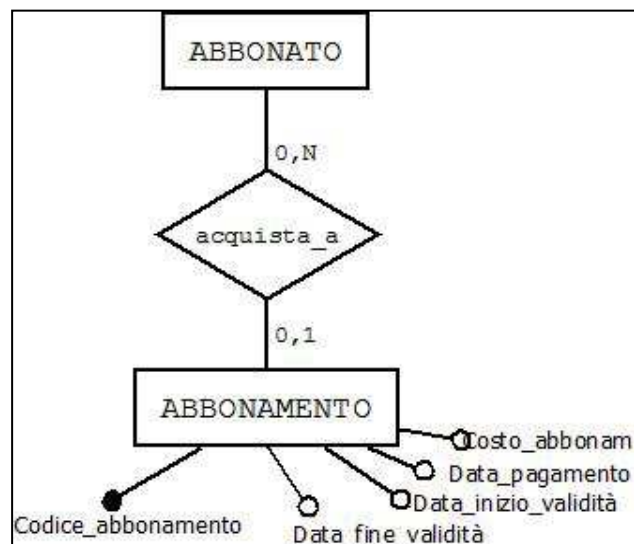 ABBONATO
0,N
acquista_a
0,1
ABBONAMENTO
Costo_abbonam
Data_pagamento
Data_inizio_validità
Codice_abbonamento
Data fine validità